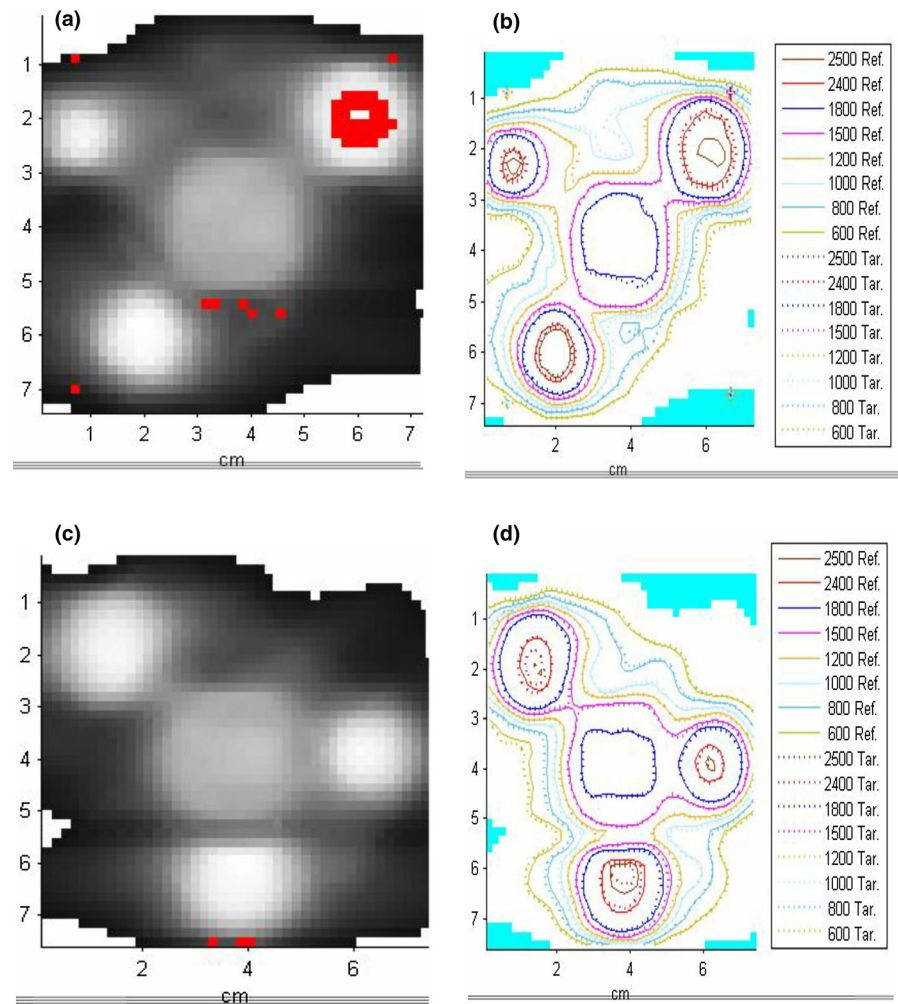 (a)
1
2
3
4
5
6
7
1 2 3 4 5 6 7
cm
(b)
1
2
3
4
5
6
7
2 4 6
cm
2500 Ref.
2400 Ref.
1800 Ref.
1500 Ref.
1200 Ref.
1000 Ref.
800 Ref.
600 Ref.
2500 Tar.
2400 Tar.
1800 Tar.
1500 Tar.
1200 Tar.
1000 Tar.
800 Tar.
600 Tar.
(c)
1
2
3
4
5
6
7
2 4 6
cm
(d)
1
2
3
4
5
6
7
2 4 6
cm
2500 Ref.
2400 Ref.
1800 Ref.
1500 Ref.
1200 Ref.
1000 Ref.
800 Ref.
600 Ref.
2500 Tar.
2400 Tar.
1800 Tar.
1500 Tar.
1200 Tar.
1000 Tar.
800 Tar.
600 Tar.